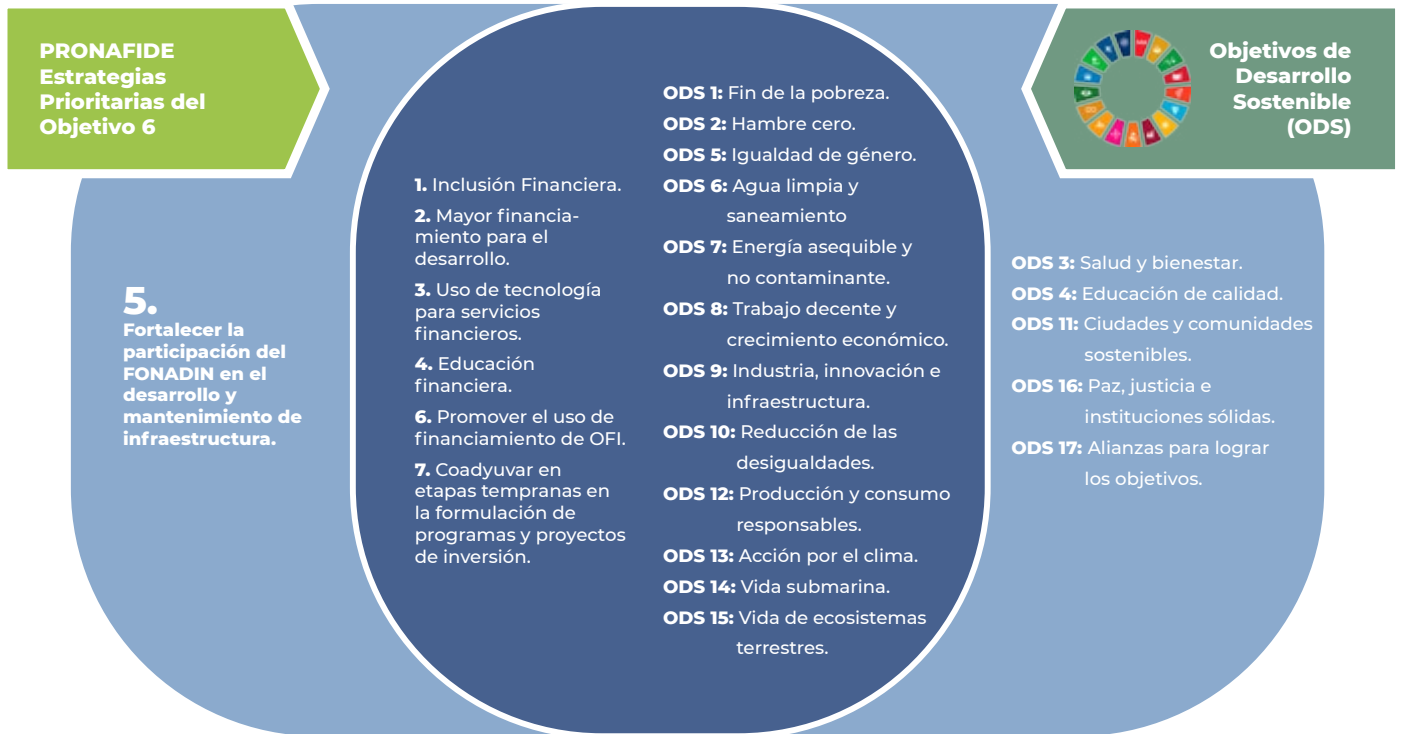 PRONAFIDE
Estrategias
Prioritarias del
Objetivo 6
Objetivos de
Desarrollo
Sostenible
(ODS)
5.
Fortalecer la
participación del
FONADIN en el
desarrollo y
mantenimiento de
infraestructura.
1. Inclusión Financiera.
2. Mayor financia-
miento para el
desarrollo.
3. Uso de tecnología
para servicios
financieros.
4. Educación
financiera.
6. Promover el uso de
financiamiento de OFI.
7. Coadyuvar en
etapas tempranas en
la formulación de
programas y proyectos
de inversión.
ODS 1: Fin de la pobreza.
ODS 2: Hambre cero.
ODS 5: Igualdad de género.
ODS 6: Agua limpia y
saneamiento
ODS 7: Energía asequible y
no contaminante.
ODS 8: Trabajo decente y
crecimiento económico.
ODS 9: Industria, innovación e
infraestructura.
ODS 10: Reducción de las
desigualdades.
ODS 12: Producción y consumo
responsables.
ODS 13: Acción por el clima.
ODS 14: Vida submarina.
ODS 15: Vida de ecosistemas
terrestres.
ODS 3: Salud y bienestar.
ODS 4: Educación de calidad.
ODS 11: Ciudades y comunidades
sostenibles.
ODS 16: Paz, justicia e
instituciones sólidas.
ODS 17: Alianzas para lograr
los objetivos.